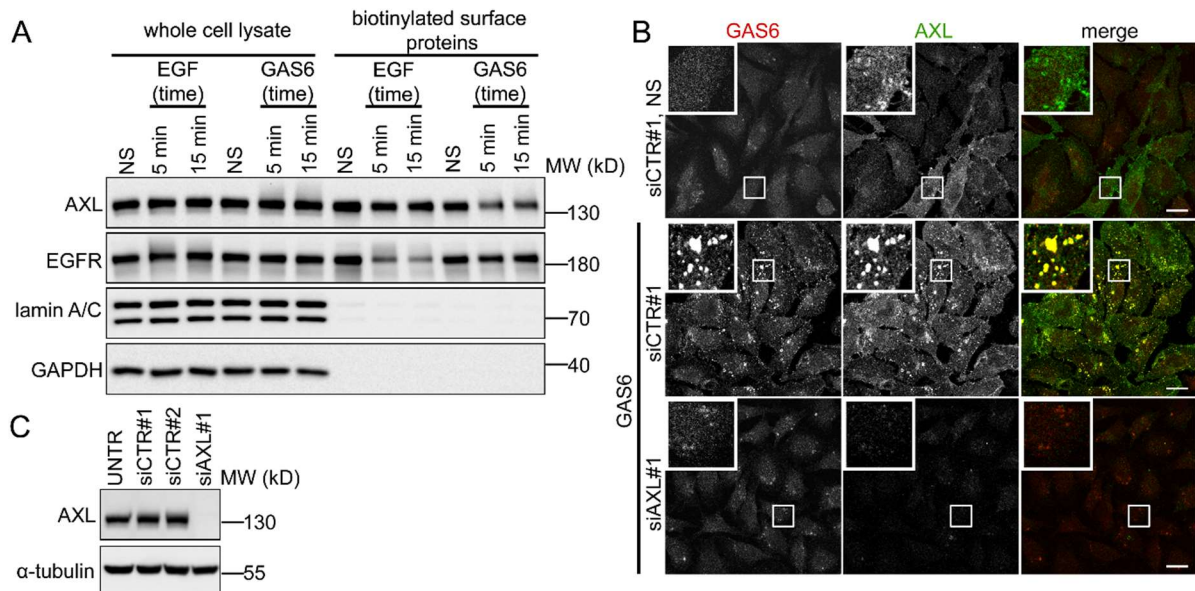 A
whole cell lysate
biotinylated surface
proteins
EGF
(time)
GAS6
(time)
EGF
(time)
GAS6
(time)
NS
5 min
15 min
NS
5 min
15 min
NS
5 min
15 min
NS
5 min
15 min
MW (kD)
AXL
130
EGFR
180
lamin A/C
70
GAPDH
40
B
GAS6
AXL
merge
siCTR#1, NS
GAS6
siCTR#1
siAXL#1
C
UNTR
siCTR#1
siCTR#2
siAXL#1
MW (kD)
AXL
130
α-tubulin
55